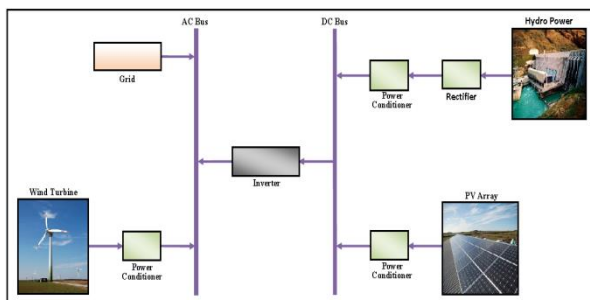 AC Bus
DC Bus
Hydro Power
Grid
Power
Conditioner
Rectifier
Inverter
Wind Turbine
PV Array
Power
Conditioner
Power
Conditioner